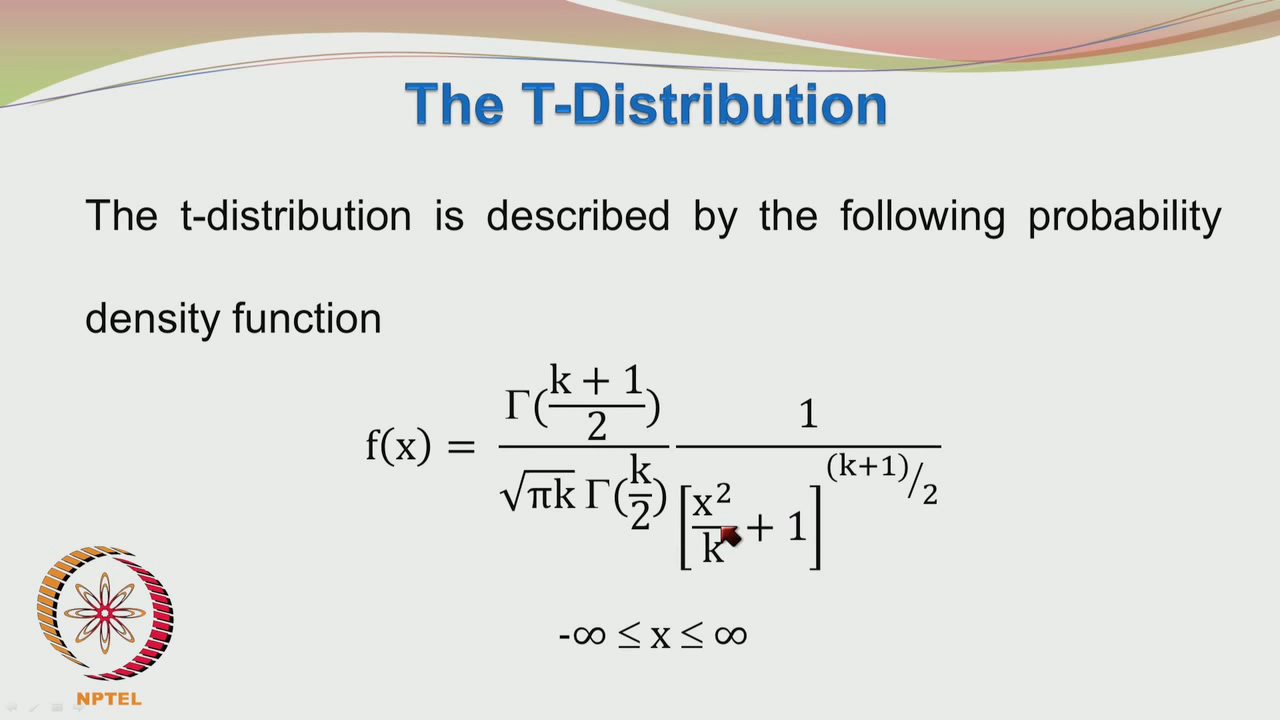 The T-Distribution
The t-distribution is described by the following probability
density function
f(x) = Γ((k + 1)/2) / (√(πk) Γ(k/2)) · 1 / [x²/k + 1]^((k+1)/2)
-∞ ≤ x ≤ ∞
NPTEL